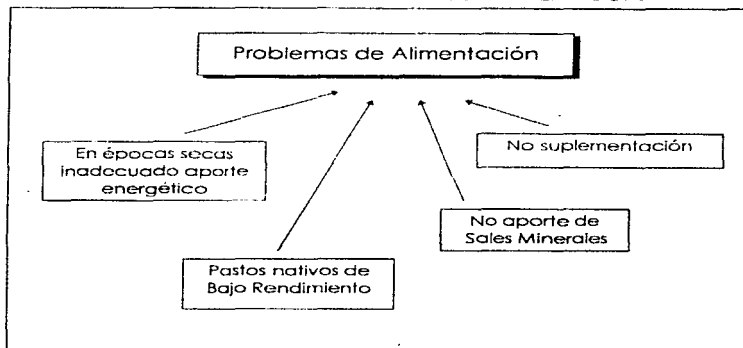 Problemas de Alimentación
En épocas secas
inadecuado aporte
energético
No suplementación
No aporte de
Sales Minerales
Pastos nativos de
Bajo Rendimiento